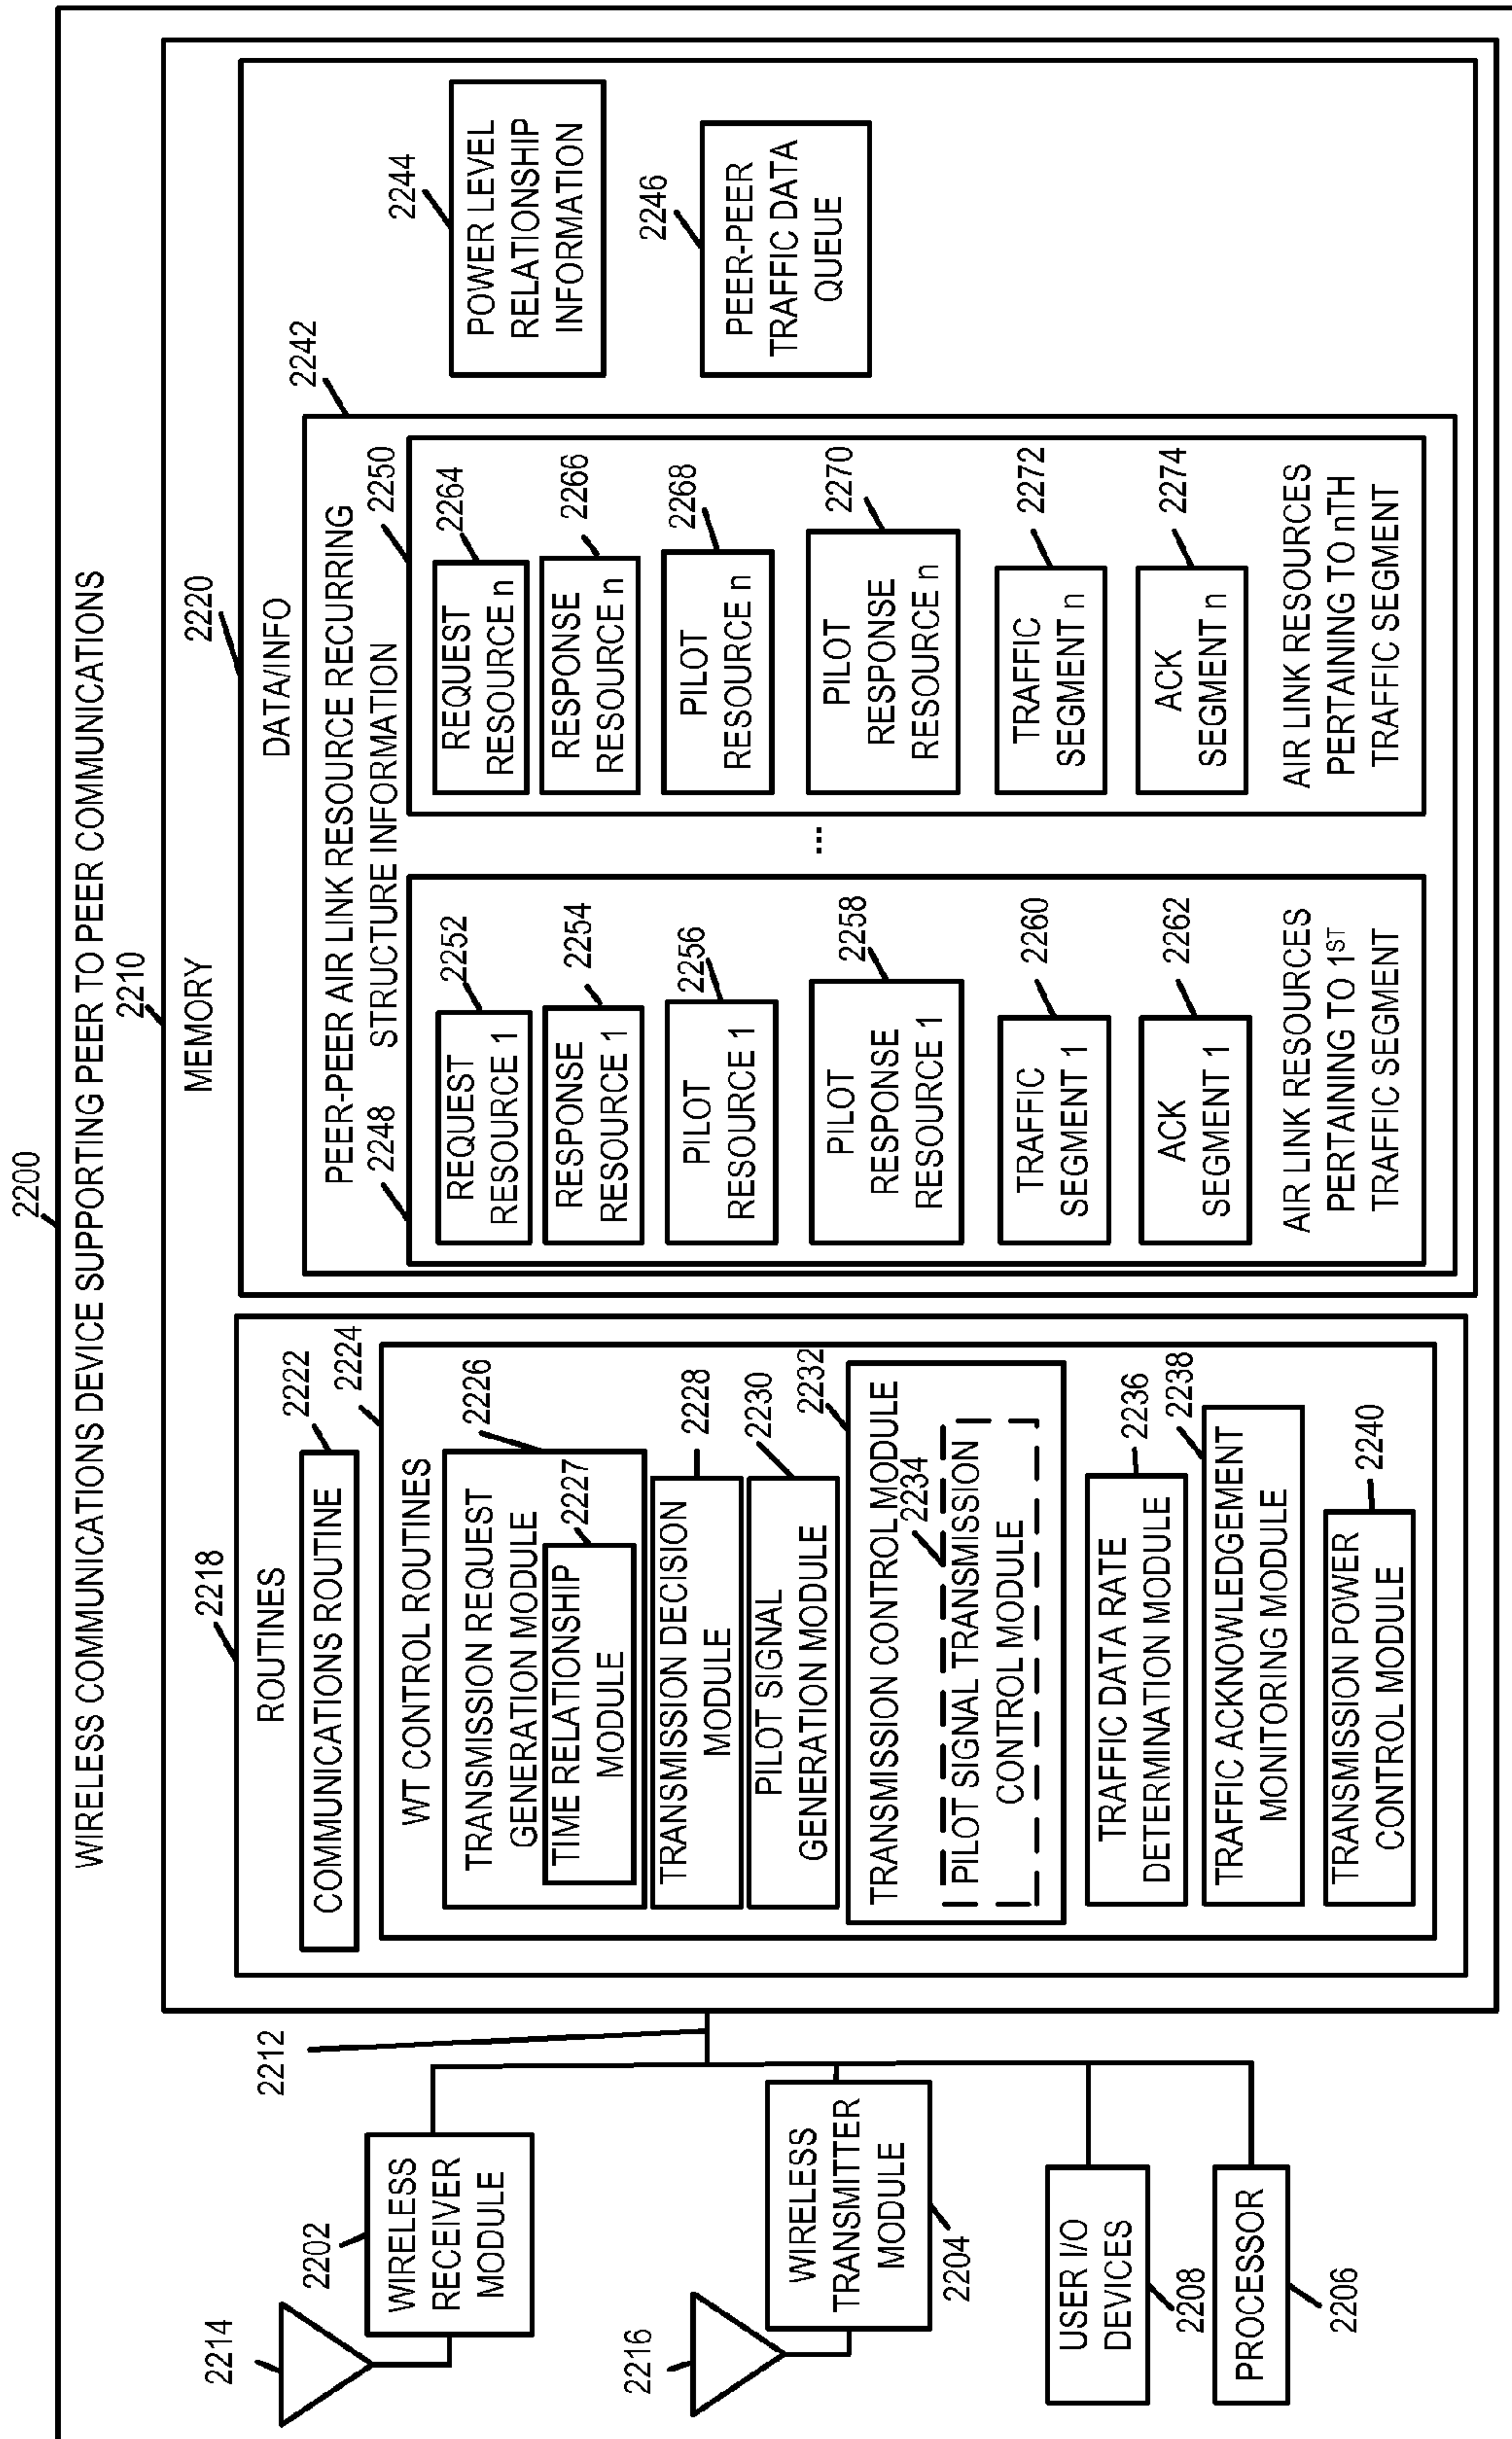 2200
WIRELESS COMMUNICATIONS DEVICE SUPPORTING PEER TO PEER COMMUNICATIONS
2214
2202
WIRELESS
RECEIVER
MODULE
2216
WIRELESS
TRANSMITTER
MODULE
2204
USER I/O
DEVICES
2208
PROCESSOR
2206
2212
2210
MEMORY
2218
ROUTINES
2222
COMMUNICATIONS ROUTINE
2224
WT CONTROL ROUTINES
2226
TRANSMISSION REQUEST
GENERATION MODULE
2227
TIME RELATIONSHIP
MODULE
2228
TRANSMISSION DECISION
MODULE
2230
PILOT SIGNAL
GENERATION MODULE
2232
TRANSMISSION CONTROL MODULE
2234
PILOT SIGNAL TRANSMISSION
CONTROL MODULE
2236
TRAFFIC DATA RATE
DETERMINATION MODULE
2238
TRAFFIC ACKNOWLEDGEMENT
MONITORING MODULE
2240
TRANSMISSION POWER
CONTROL MODULE
2220
DATA/INFO
2242
PEER-PEER AIR LINK RESOURCE RECURRING
STRUCTURE INFORMATION
2248
2252
REQUEST
RESOURCE 1
2254
RESPONSE
RESOURCE 1
2256
PILOT
RESOURCE 1
2258
PILOT
RESPONSE
RESOURCE 1
2260
TRAFFIC
SEGMENT 1
2262
ACK
SEGMENT 1
AIR LINK RESOURCES
PERTAINING TO 1ST
TRAFFIC SEGMENT
...
2250
2264
REQUEST
RESOURCE n
2266
RESPONSE
RESOURCE n
2268
PILOT
RESOURCE n
2270
PILOT
RESPONSE
RESOURCE n
2272
TRAFFIC
SEGMENT n
2274
ACK
SEGMENT n
AIR LINK RESOURCES
PERTAINING TO nTH
TRAFFIC SEGMENT
2244
POWER LEVEL
RELATIONSHIP
INFORMATION
2246
PEER-PEER
TRAFFIC DATA
QUEUE